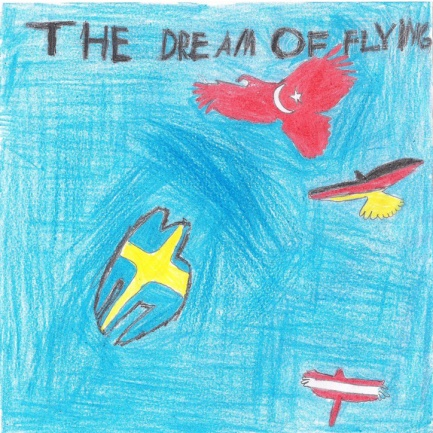 THE DREAM OF FLYING